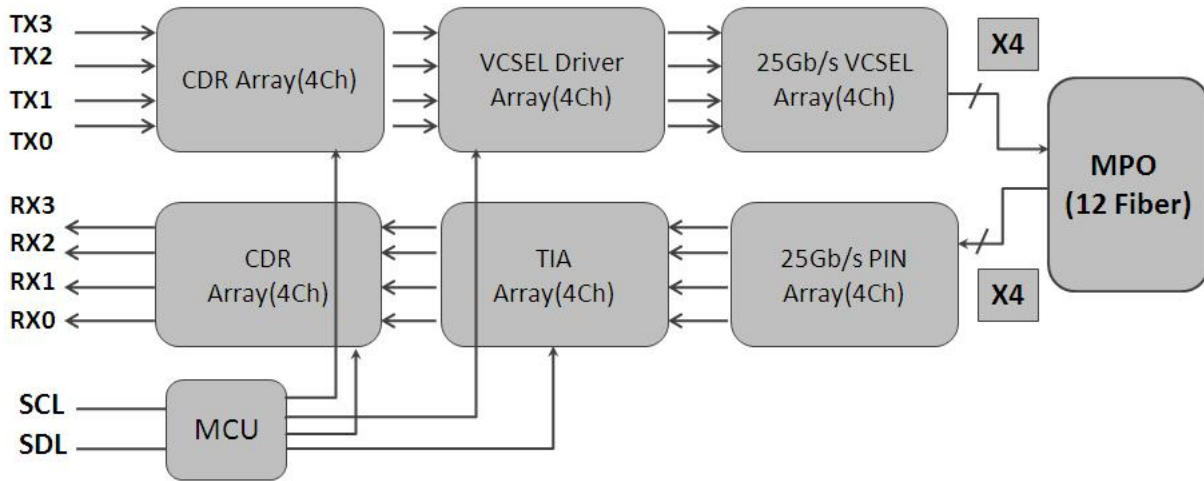 TX3
TX2
TX1
TX0
CDR Array(4Ch)
VCSEL Driver
Array(4Ch)
25Gb/s VCSEL
Array(4Ch)
X4
MPO
(12 Fiber)
RX3
RX2
RX1
RX0
CDR
Array(4Ch)
TIA
Array(4Ch)
25Gb/s PIN
Array(4Ch)
X4
SCL
SDL
MCU